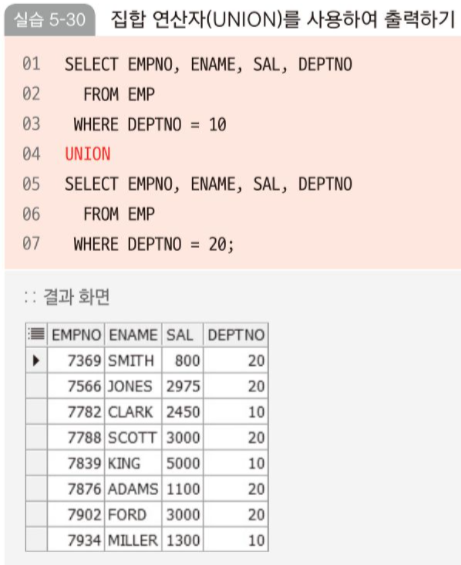 실습 5-30 집합 연산자(UNION)를 사용하여 출력하기
01 SELECT EMPNO, ENAME, SAL, DEPTNO
02 FROM EMP
03 WHERE DEPTNO = 10
04 UNION
05 SELECT EMPNO, ENAME, SAL, DEPTNO
06 FROM EMP
07 WHERE DEPTNO = 20;
:: 결과 화면
EMPNO ENAME SAL DEPTNO
7369 SMITH 800 20
7566 JONES 2975 20
7782 CLARK 2450 10
7788 SCOTT 3000 20
7839 KING 5000 10
7876 ADAMS 1100 20
7902 FORD 3000 20
7934 MILLER 1300 10